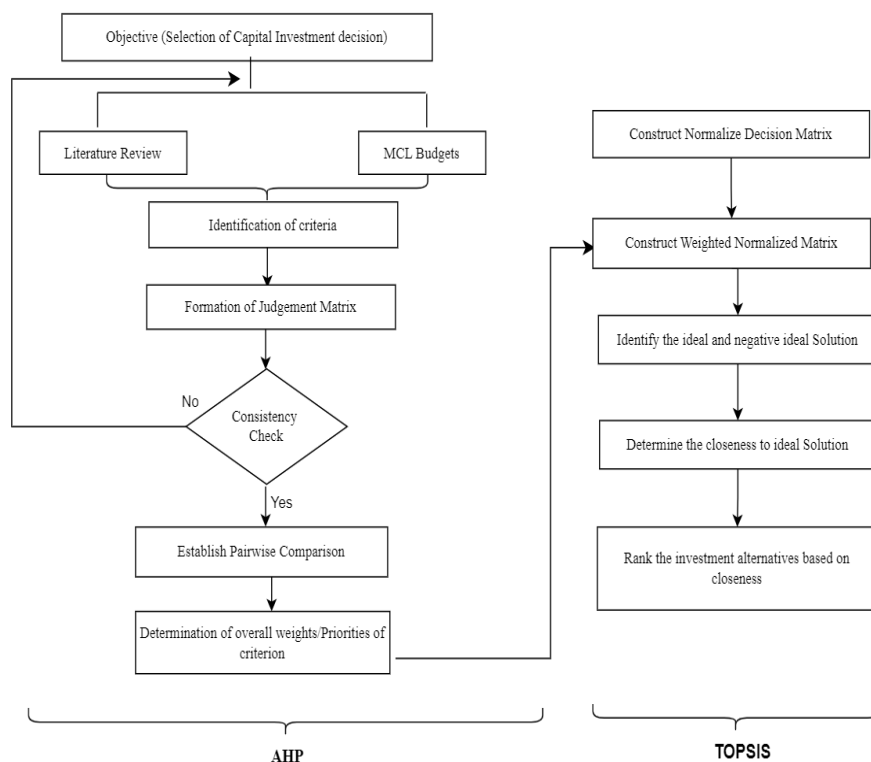 Objective (Selection of Capital Investment decision)
Literature Review
MCL Budgets
Identification of criteria
Formation of Judgement Matrix
No
Consistency
Check
Yes
Establish Pairwise Comparison
Determination of overall weights/Priorities of
criterion
AHP
Construct Normalize Decision Matrix
Construct Weighted Normalized Matrix
Identify the ideal and negative ideal Solution
Determine the closeness to ideal Solution
Rank the investment alternatives based on
closeness
TOPSIS